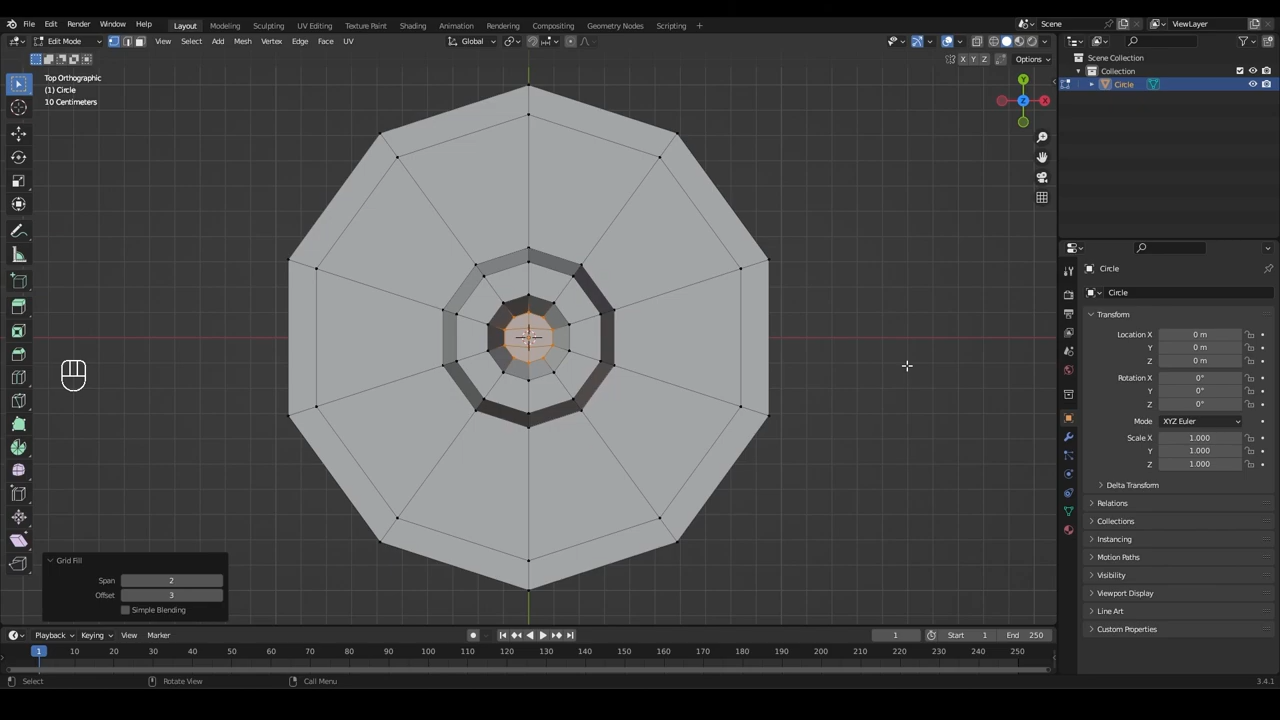 File Edit Render Window Help Layout Modeling Sculpting UV Editing Texture Paint Shading Animation Rendering Compositing Geometry Nodes Scripting + Scene ViewLayer
Edit Mode View Select Add Mesh Vertex Edge Face UV Global
X Y Z Options
Top Orthographic
(1) Circle
10 Centimeters
Y
Z X
Scene Collection
Collection
Circle
Circle
Circle
Transform
Location X 0 m
Y 0 m
Z 0 m
Rotation X 0°
Y 0°
Z 0°
Mode XYZ Euler
Scale X 1.000
Y 1.000
Z 1.000
Delta Transform
Relations
Collections
Instancing
Motion Paths
Visibility
Viewport Display
Line Art
Custom Properties
Grid Fill
Span 2
Offset 3
Simple Blending
Playback Keying View Marker 1 Start 1 End 250
1 10 20 30 40 50 60 70 80 90 100 110 120 130 140 150 160 170 180 190 200 210 220 230 240 250
Select Rotate View Call Menu 3.4.1